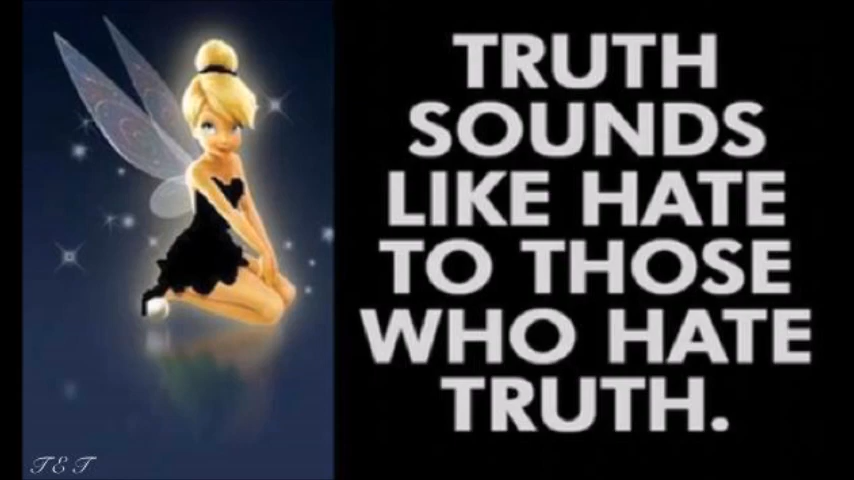 TRUTH
SOUNDS
LIKE HATE
TO THOSE
WHO HATE
TRUTH.
T&T